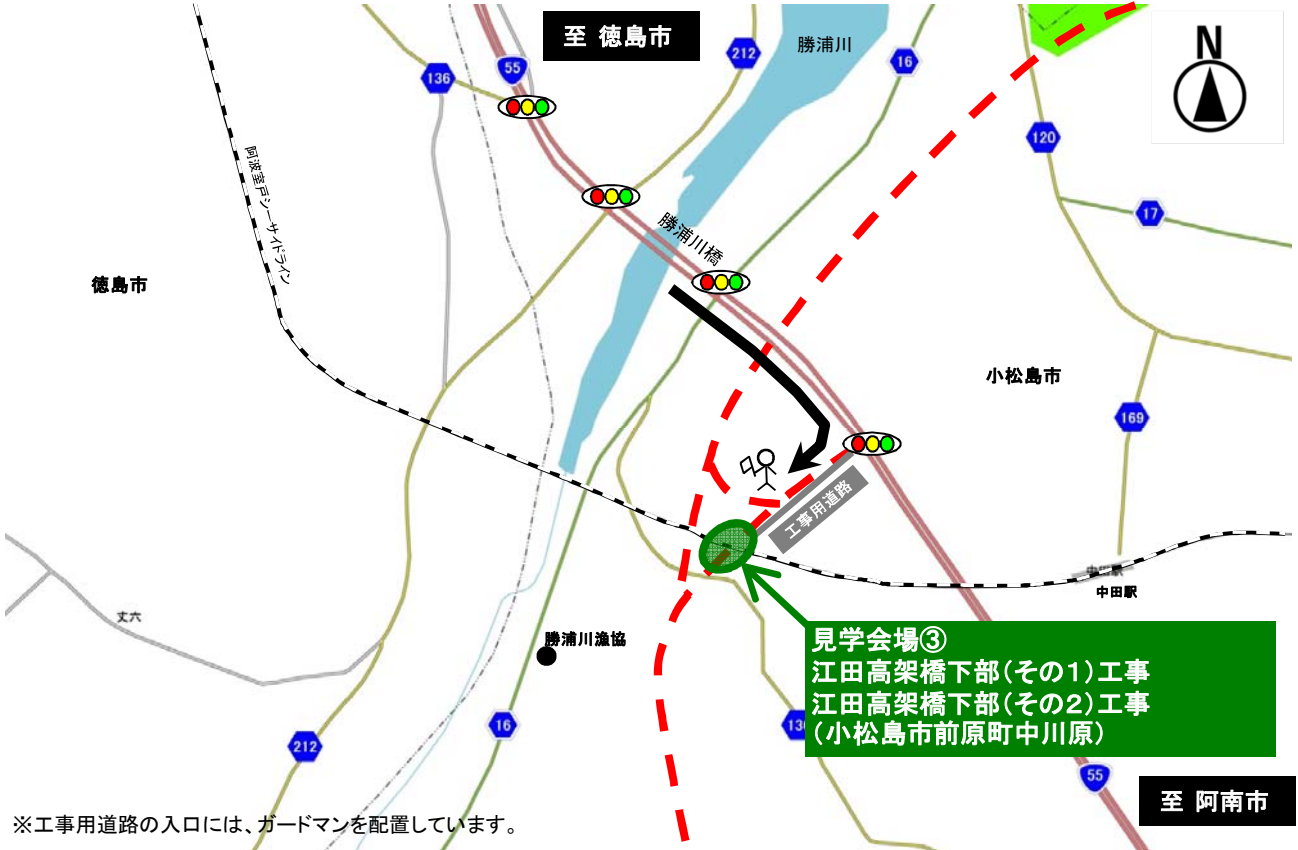 至 徳島市
N
勝浦川
212
16
55
136
120
阿波室戸シーサイドライン
17
勝浦川橋
徳島市
小松島市
169
工事用道路
中田駅
中田駅
丈六
勝浦川漁協
見学会場③
江田高架橋下部(その1)工事
江田高架橋下部(その2)工事
(小松島市前原町中川原)
16
212
55
至 阿南市
※工事用道路の入口には、ガードマンを配置しています。